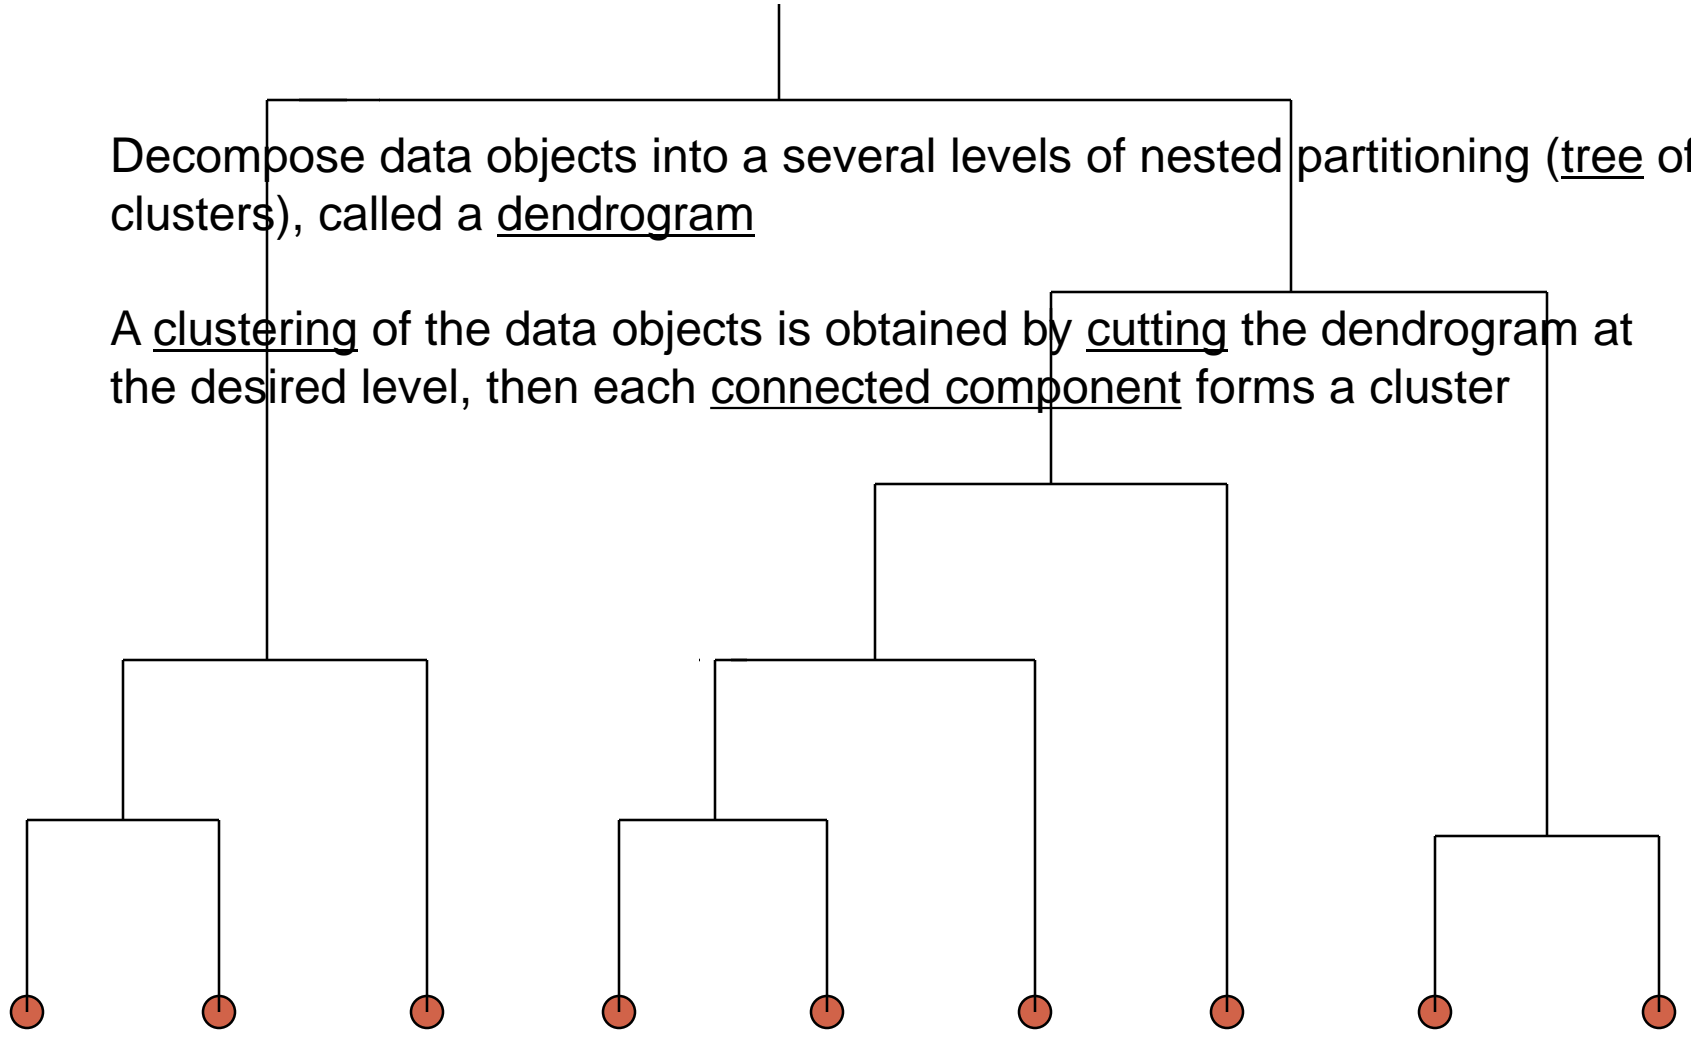 Decompose data objects into a several levels of nested partitioning (tree of
clusters), called a dendrogram
A clustering of the data objects is obtained by cutting the dendrogram at
the desired level, then each connected component forms a cluster